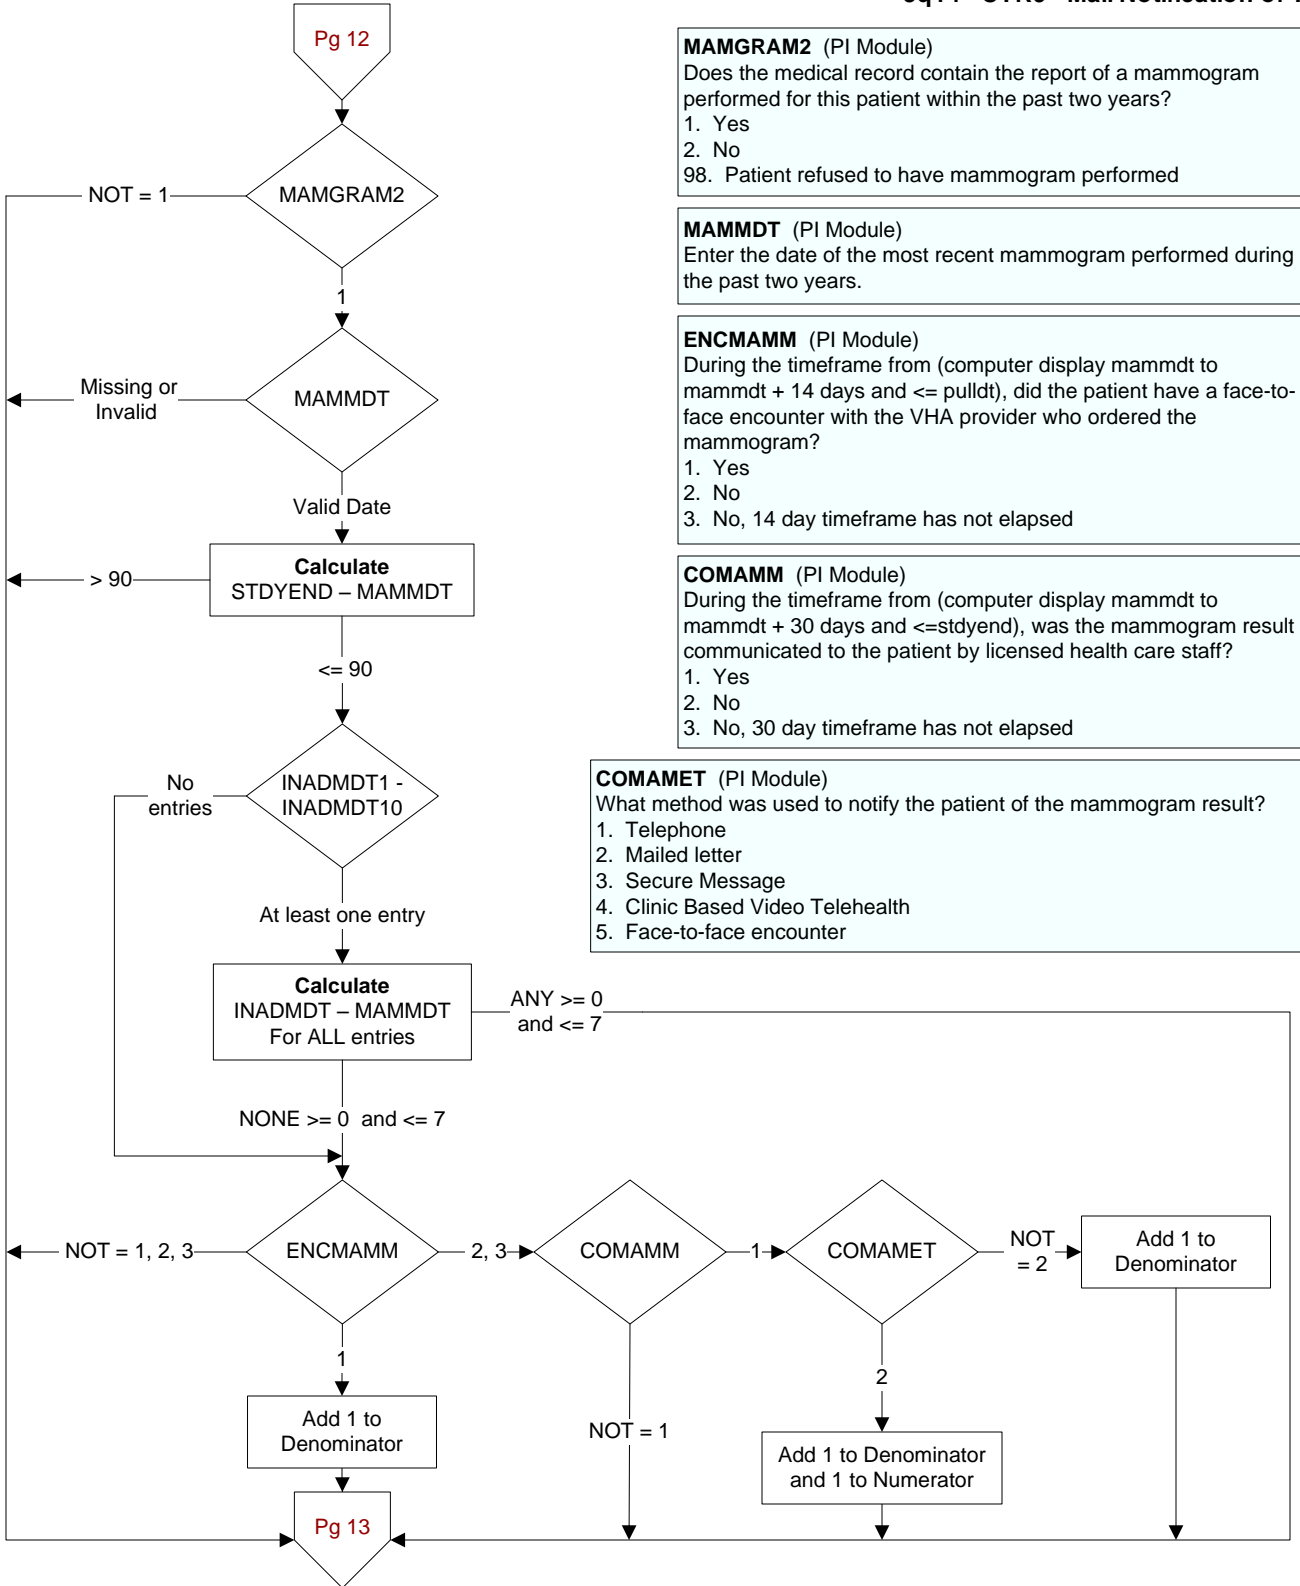 Pg 12
MAMGRAM2 (PI Module)
Does the medical record contain the report of a mammogram
performed for this patient within the past two years?
1. Yes
2. No
98. Patient refused to have mammogram performed
MAMMDT (PI Module)
Enter the date of the most recent mammogram performed during
the past two years.
ENCMAMM (PI Module)
During the timeframe from (computer display mammdt to
mammdt + 14 days and <= pulldt), did the patient have a face-to-
face encounter with the VHA provider who ordered the
mammogram?
1. Yes
2. No
3. No, 14 day timeframe has not elapsed
COMAMM (PI Module)
During the timeframe from (computer display mammdt to
mammdt + 30 days and <=stdyend), was the mammogram result
communicated to the patient by licensed health care staff?
1. Yes
2. No
3. No, 30 day timeframe has not elapsed
COMAMET (PI Module)
What method was used to notify the patient of the mammogram result?
1. Telephone
2. Mailed letter
3. Secure Message
4. Clinic Based Video Telehealth
5. Face-to-face encounter
NOT = 1
MAMGRAM2
1
Missing or
Invalid
MAMMDT
Valid Date
> 90
Calculate
STDYEND – MAMMDT
<= 90
No
entries
INADMDT1 -
INADMDT10
At least one entry
Calculate
INADMDT – MAMMDT
For ALL entries
ANY >= 0
and <= 7
NONE >= 0 and <= 7
NOT = 1, 2, 3
ENCMAMM
2, 3
COMAMM
1
COMAMET
NOT
= 2
Add 1 to
Denominator
1
2
Add 1 to
Denominator
NOT = 1
Add 1 to Denominator
and 1 to Numerator
Pg 13